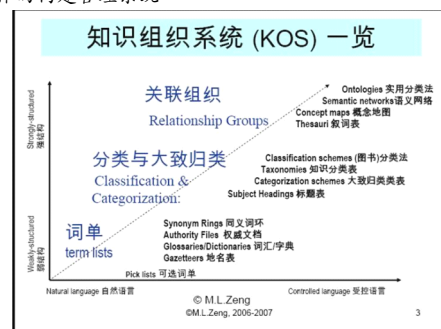 知识组织系统 (KOS) 一览
Strongly-structured
强结构
关联组织
Relationship Groups
Ontologies 实用分类法
Semantic networks语义网络
Concept maps 概念地图
Thesauri 叙词表
分类与大致归类
Classification &
Categorization:
Classification schemes (图书)分类法
Taxonomies 知识分类表
Categorization schemes 大致归类类表
Subject Headings 标题表
词单
term lists
Synonym Rings 同义词环
Authority Files 权威文档
Glossaries/Dictionaries 词汇/字典
Gazetteers 地名表
Weakly-structured
弱结构
Pick lists 可选词单
Natural language 自然语言
Controlled language 受控语言
© M.L.Zeng
©M.L.Zeng, 2006-2007
3